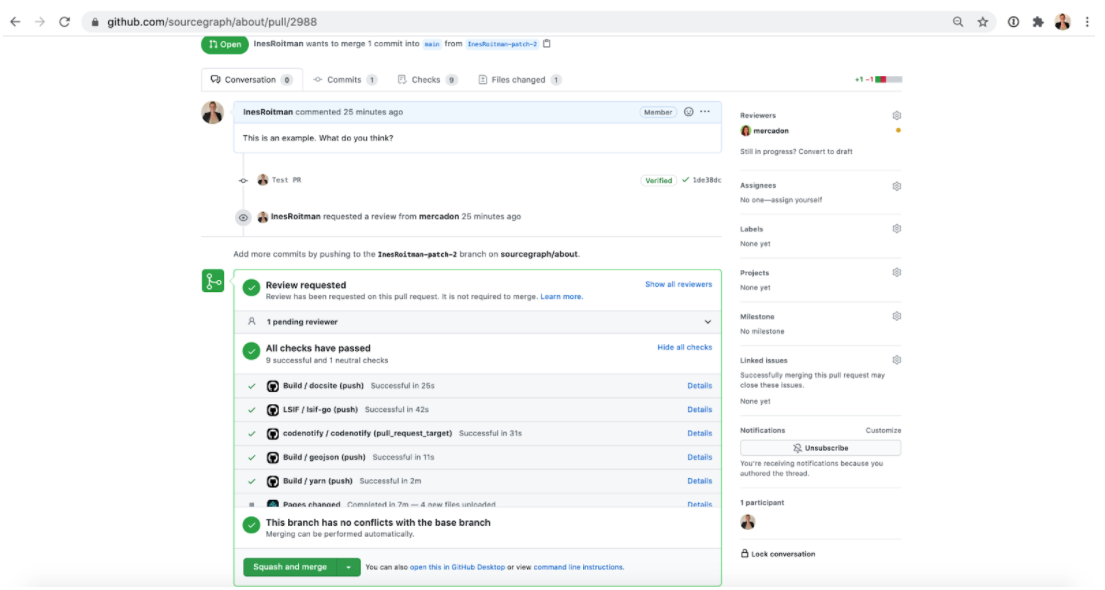 github.com/sourcegraph/about/pull/2988
Open InesRoitman wants to merge 1 commit into main from InesRoitman-patch-2
Conversation 0 Commits 1 Checks 9 Files changed 1 +1 −1
InesRoitman commented 25 minutes ago Member
This is an example. What do you think?
Test PR Verified 1de38dc
InesRoitman requested a review from mercadon 25 minutes ago
Add more commits by pushing to the InesRoitman-patch-2 branch on sourcegraph/about.
Review requested Show all reviewers
Review has been requested on this pull request. It is not required to merge. Learn more.
1 pending reviewer
All checks have passed Hide all checks
9 successful and 1 neutral checks
Build / docsite (push) Successful in 25s Details
LSIF / lsif-go (push) Successful in 42s Details
codenotify / codenotify (pull_request_target) Successful in 31s Details
Build / geojson (push) Successful in 11s Details
Build / yarn (push) Successful in 2m Details
Pages changed Completed in 7m — 4 new files uploaded Details
This branch has no conflicts with the base branch
Merging can be performed automatically.
Squash and merge You can also open this in GitHub Desktop or view command line instructions.
Reviewers
mercadon
Still in progress? Convert to draft
Assignees
No one—assign yourself
Labels
None yet
Projects
None yet
Milestone
No milestone
Linked issues
Successfully merging this pull request may
close these issues.
None yet
Notifications Customize
Unsubscribe
You're receiving notifications because you
authored the thread.
1 participant
Lock conversation